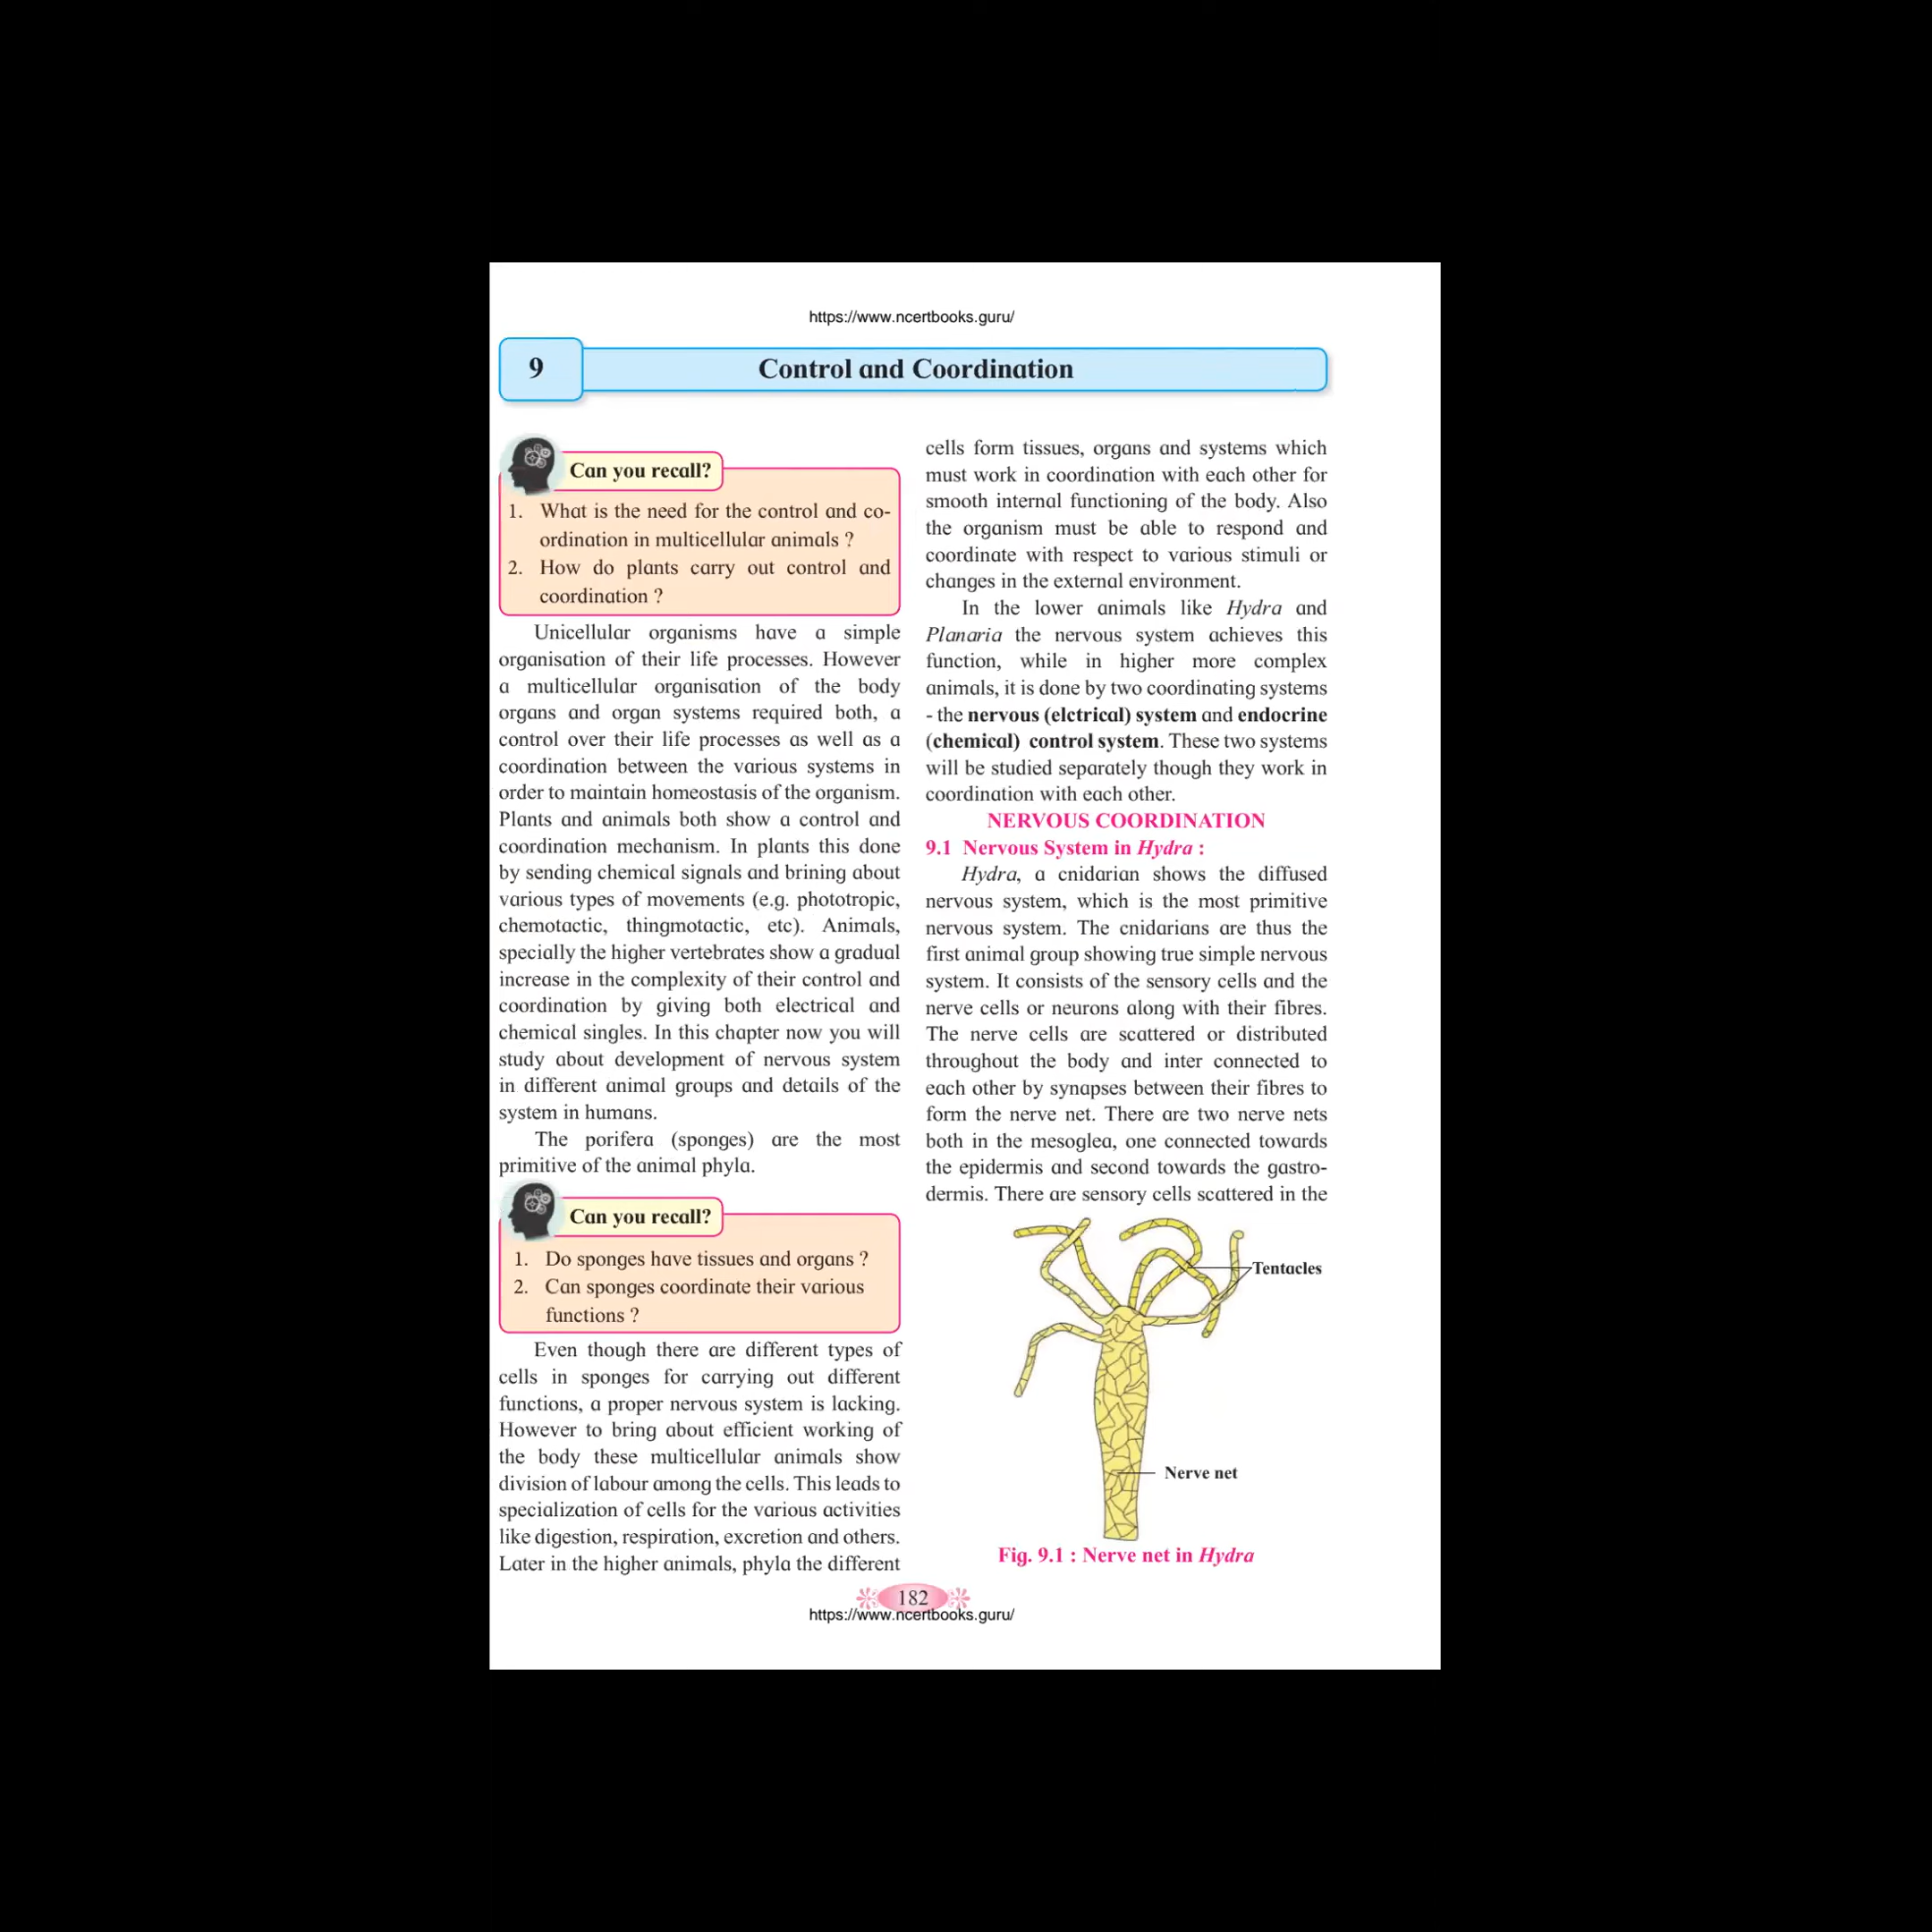 https://www.ncertbooks.guru/
9
Control and Coordination
Can you recall?
1. What is the need for the control and co-
ordination in multicellular animals ?
2. How do plants carry out control and
coordination ?
Unicellular organisms have a simple
organisation of their life processes. However
a multicellular organisation of the body
organs and organ systems required both, a
control over their life processes as well as a
coordination between the various systems in
order to maintain homeostasis of the organism.
Plants and animals both show a control and
coordination mechanism. In plants this done
by sending chemical signals and brining about
various types of movements (e.g. phototropic,
chemotactic, thingmotactic, etc). Animals,
specially the higher vertebrates show a gradual
increase in the complexity of their control and
coordination by giving both electrical and
chemical singles. In this chapter now you will
study about development of nervous system
in different animal groups and details of the
system in humans.
The porifera (sponges) are the most
primitive of the animal phyla.
Can you recall?
1. Do sponges have tissues and organs ?
2. Can sponges coordinate their various
functions ?
Even though there are different types of
cells in sponges for carrying out different
functions, a proper nervous system is lacking.
However to bring about efficient working of
the body these multicellular animals show
division of labour among the cells. This leads to
specialization of cells for the various activities
like digestion, respiration, excretion and others.
Later in the higher animals, phyla the different
cells form tissues, organs and systems which
must work in coordination with each other for
smooth internal functioning of the body. Also
the organism must be able to respond and
coordinate with respect to various stimuli or
changes in the external environment.
In the lower animals like Hydra and
Planaria the nervous system achieves this
function, while in higher more complex
animals, it is done by two coordinating systems
- the nervous (elctrical) system and endocrine
(chemical) control system. These two systems
will be studied separately though they work in
coordination with each other.
NERVOUS COORDINATION
9.1 Nervous System in Hydra :
Hydra, a cnidarian shows the diffused
nervous system, which is the most primitive
nervous system. The cnidarians are thus the
first animal group showing true simple nervous
system. It consists of the sensory cells and the
nerve cells or neurons along with their fibres.
The nerve cells are scattered or distributed
throughout the body and inter connected to
each other by synapses between their fibres to
form the nerve net. There are two nerve nets
both in the mesoglea, one connected towards
the epidermis and second towards the gastro-
dermis. There are sensory cells scattered in the
Tentacles
Nerve net
Fig. 9.1 : Nerve net in Hydra
182
https://www.ncertbooks.guru/